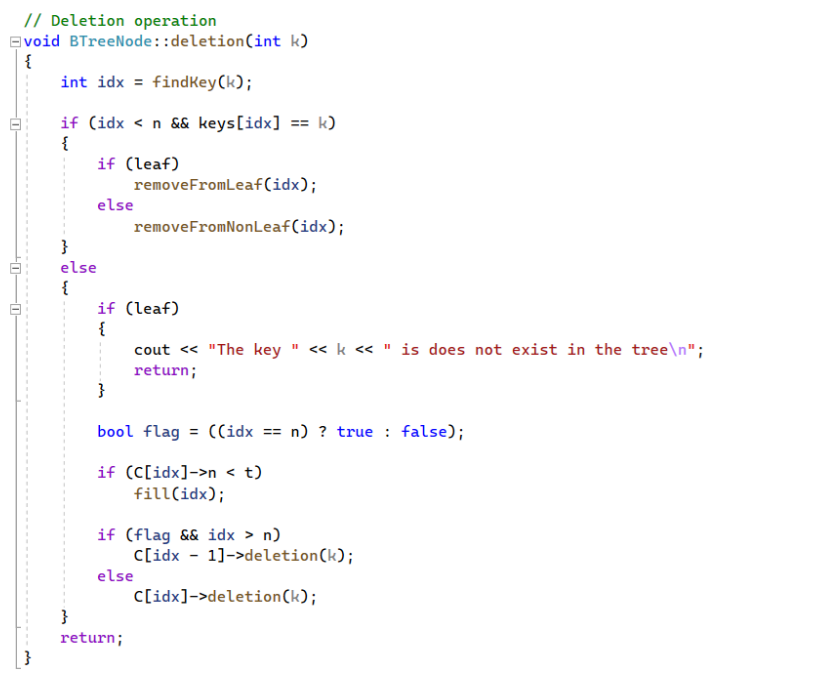 // Deletion operation
void BTreeNode::deletion(int k)
{
    int idx = findKey(k);

    if (idx < n && keys[idx] == k)
    {
        if (leaf)
            removeFromLeaf(idx);
        else
            removeFromNonLeaf(idx);
    }
    else
    {
        if (leaf)
        {
            cout << "The key " << k << " is does not exist in the tree\n";
            return;
        }

        bool flag = ((idx == n) ? true : false);

        if (C[idx]->n < t)
            fill(idx);

        if (flag && idx > n)
            C[idx - 1]->deletion(k);
        else
            C[idx]->deletion(k);
    }
    return;
}